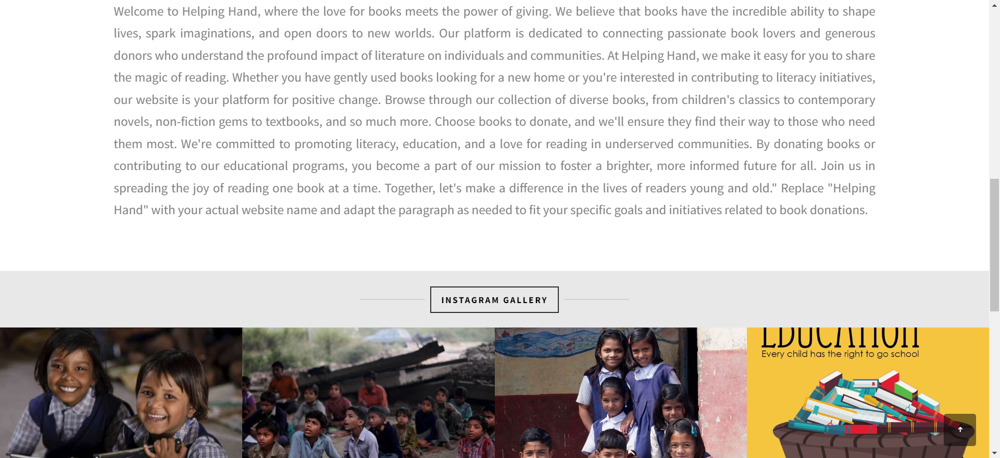 Welcome to Helping Hand, where the love for books meets the power of giving. We believe that books have the incredible ability to shape
lives, spark imaginations, and open doors to new worlds. Our platform is dedicated to connecting passionate book lovers and generous
donors who understand the profound impact of literature on individuals and communities. At Helping Hand, we make it easy for you to share
the magic of reading. Whether you have gently used books looking for a new home or you're interested in contributing to literacy initiatives,
our website is your platform for positive change. Browse through our collection of diverse books, from children's classics to contemporary
novels, non-fiction gems to textbooks, and so much more. Choose books to donate, and we'll ensure they find their way to those who need
them most. We're committed to promoting literacy, education, and a love for reading in underserved communities. By donating books or
contributing to our educational programs, you become a part of our mission to foster a brighter, more informed future for all. Join us in
spreading the joy of reading one book at a time. Together, let's make a difference in the lives of readers young and old." Replace "Helping
Hand" with your actual website name and adapt the paragraph as needed to fit your specific goals and initiatives related to book donations.
INSTAGRAM GALLERY
EDUCATION
Every child has the right to go school